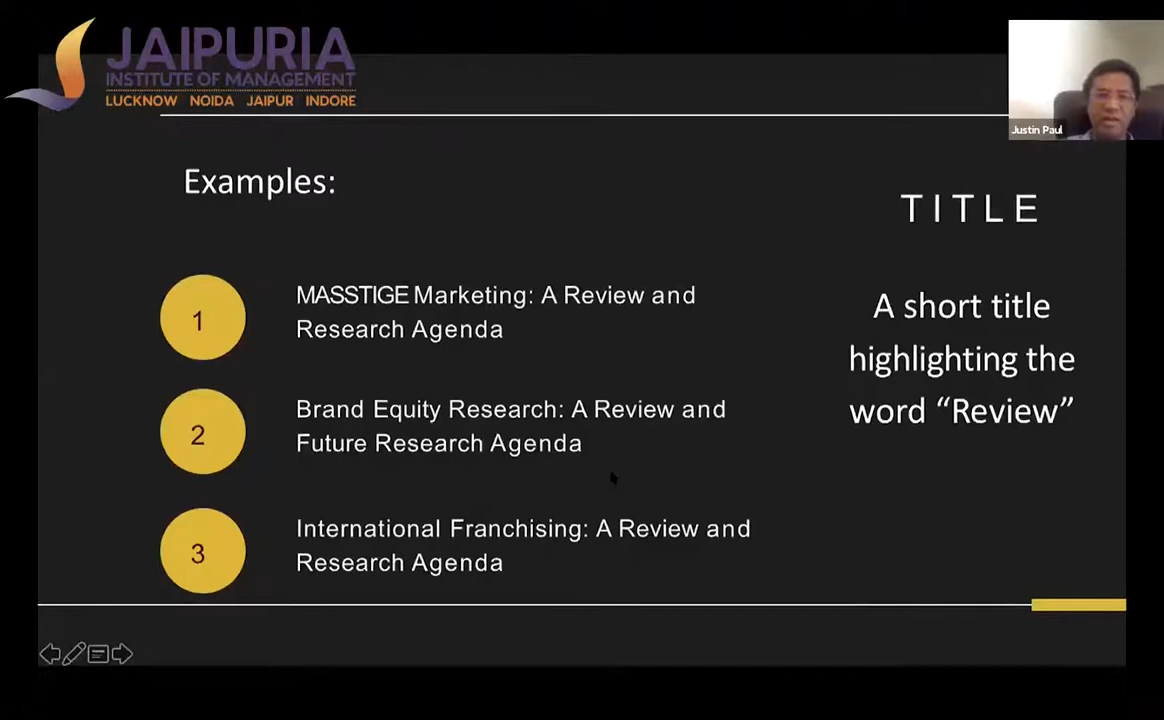 JAIPURIA
INSTITUTE OF MANAGEMENT
LUCKNOW NOIDA JAIPUR INDORE
Justin Paul
Examples:
TITLE
1
MASSTIGE Marketing: A Review and
Research Agenda
A short title
highlighting the
word “Review”
2
Brand Equity Research: A Review and
Future Research Agenda
3
International Franchising: A Review and
Research Agenda